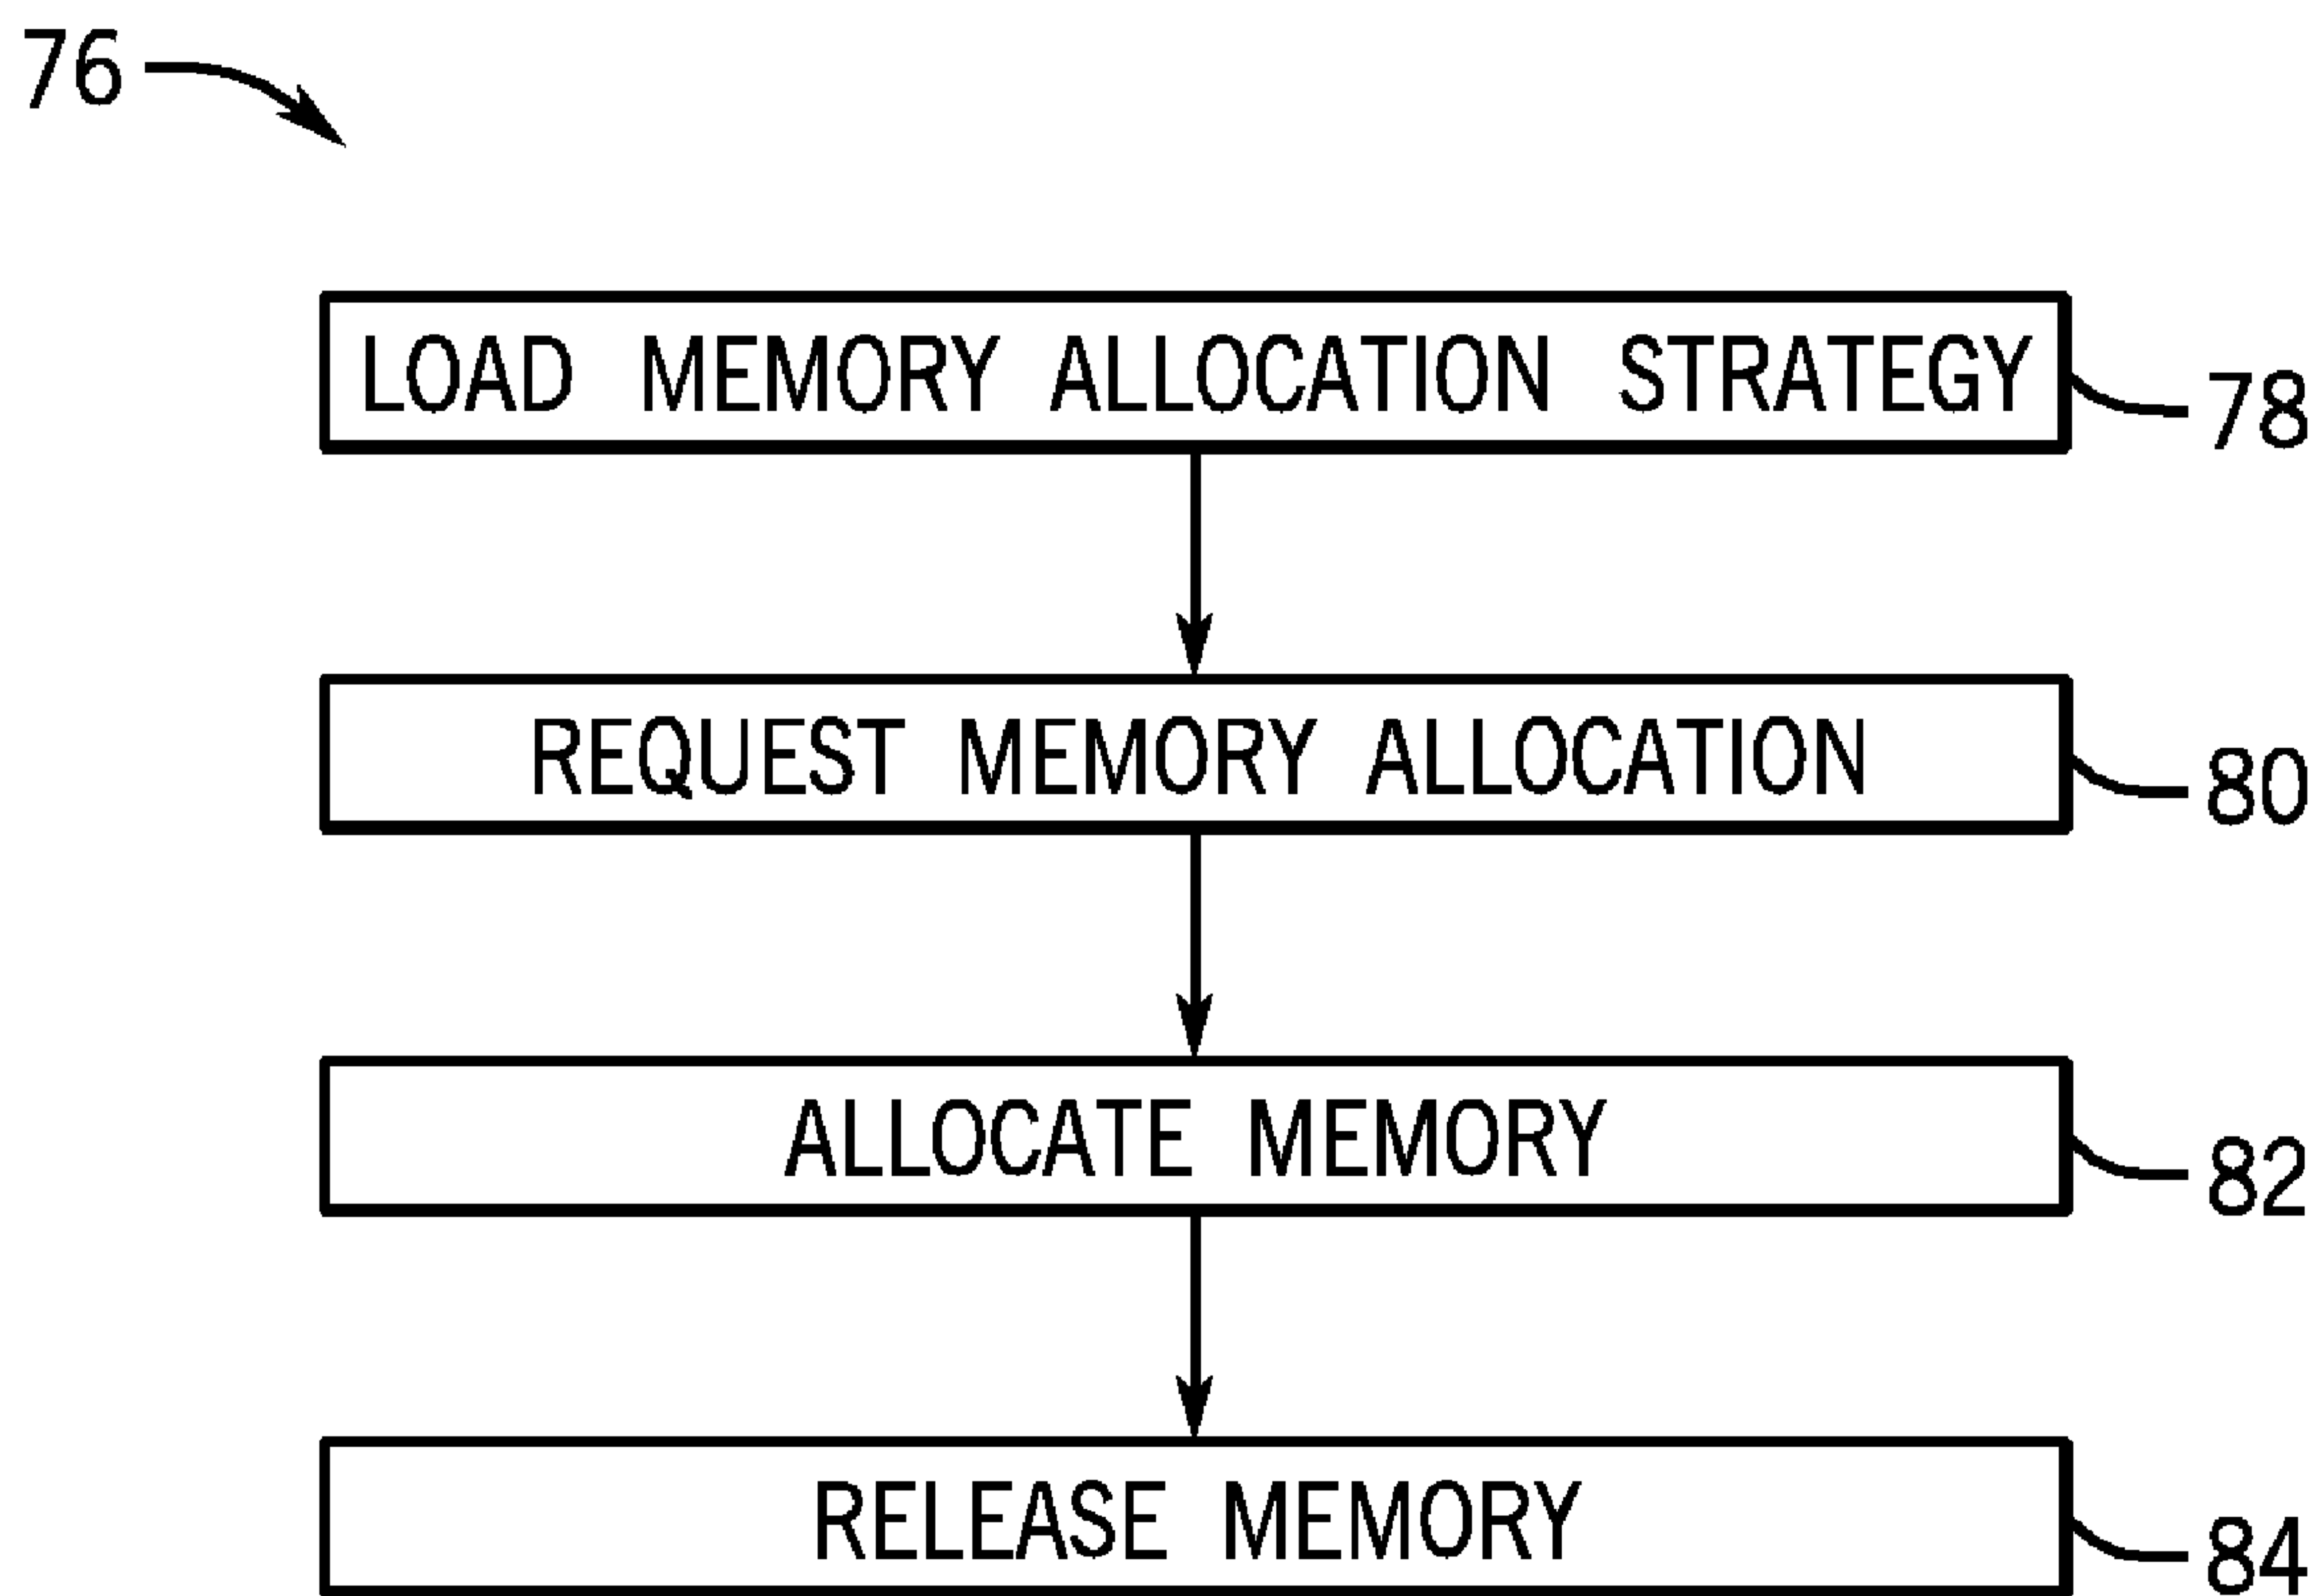 76
LOAD MEMORY ALLOCATION STRATEGY
78
REQUEST MEMORY ALLOCATION
80
ALLOCATE MEMORY
82
RELEASE MEMORY
84